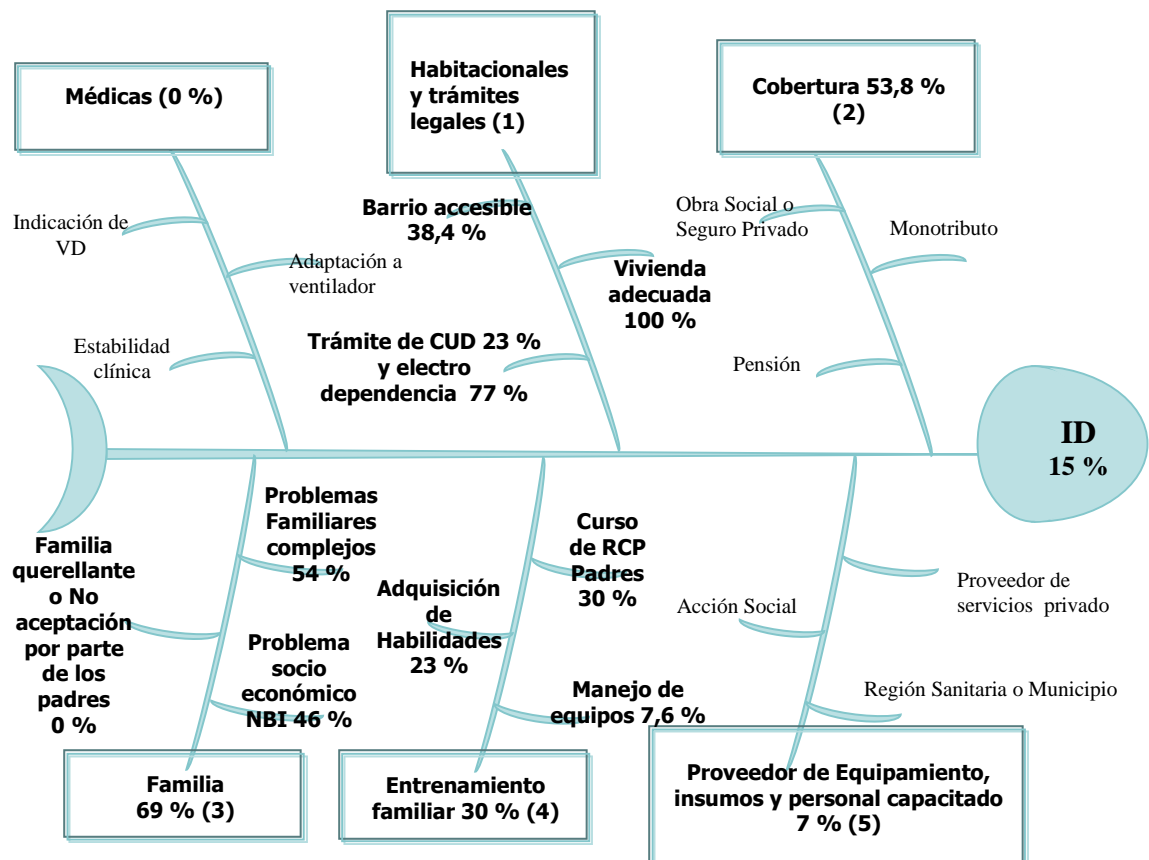 Médicas (0 %)
Habitacionales
y trámites
legales (1)
Cobertura 53,8 %
(2)
Indicación de
VD
Adaptación a
ventilador
Estabilidad
clínica
Barrio accesible
38,4 %
Vivienda
adecuada
100 %
Trámite de CUD 23 %
y electro
dependencia 77 %
Obra Social o
Seguro Privado
Monotributo
Pensión
ID
15 %
Familia
querellante
o No
aceptación
por parte
de los
padres
0 %
Problemas
Familiares
complejos
54 %
Problema
socio
económico
NBI 46 %
Adquisición
de
Habilidades
23 %
Curso
de RCP
Padres
30 %
Manejo de
equipos 7,6 %
Acción Social
Proveedor de
servicios privado
Región Sanitaria o Municipio
Familia
69 % (3)
Entrenamiento
familiar 30 % (4)
Proveedor de Equipamiento,
insumos y personal capacitado
7 % (5)